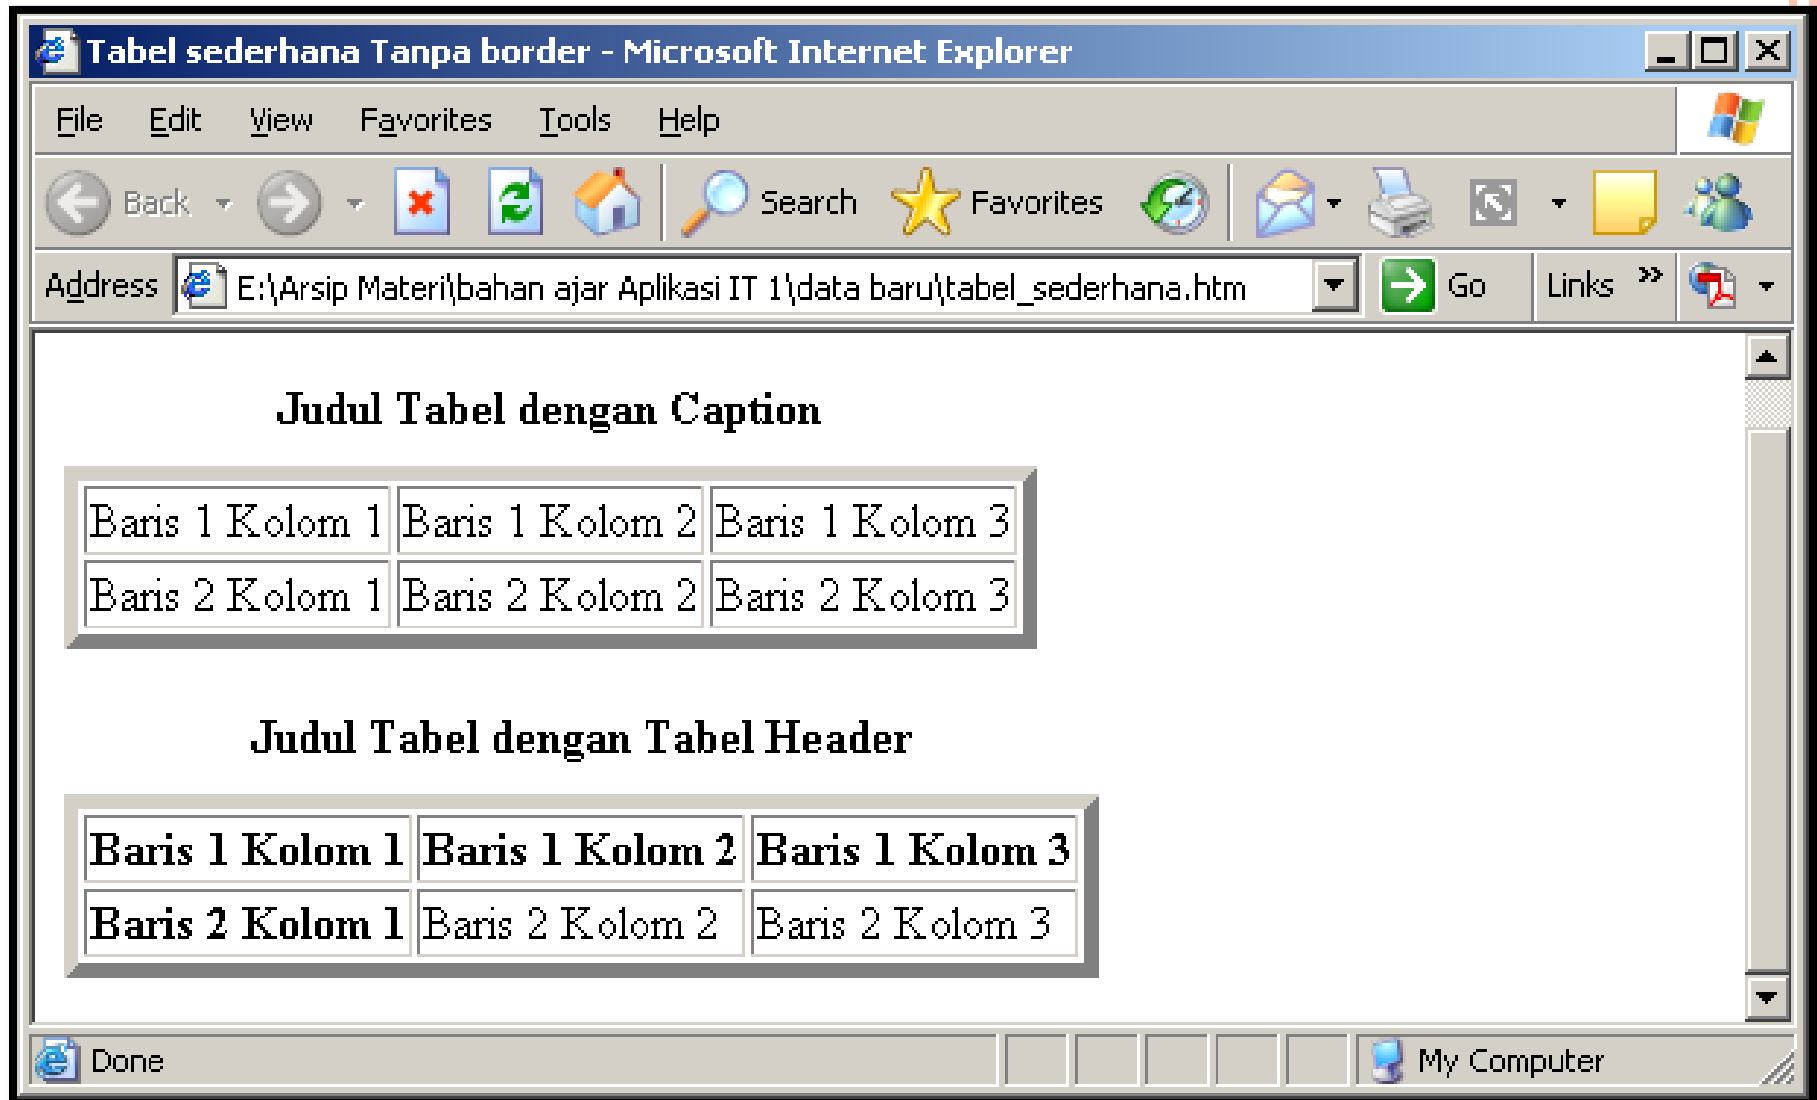 Tabel sederhana Tanpa border - Microsoft Internet Explorer
File Edit View Favorites Tools Help
Back Search Favorites
Address E:\Arsip Materi\bahan ajar Aplikasi IT 1\data baru\tabel_sederhana.htm Go Links »
Judul Tabel dengan Caption
Baris 1 Kolom 1 Baris 1 Kolom 2 Baris 1 Kolom 3
Baris 2 Kolom 1 Baris 2 Kolom 2 Baris 2 Kolom 3
Judul Tabel dengan Tabel Header
Baris 1 Kolom 1 Baris 1 Kolom 2 Baris 1 Kolom 3
Baris 2 Kolom 1 Baris 2 Kolom 2 Baris 2 Kolom 3
Done My Computer